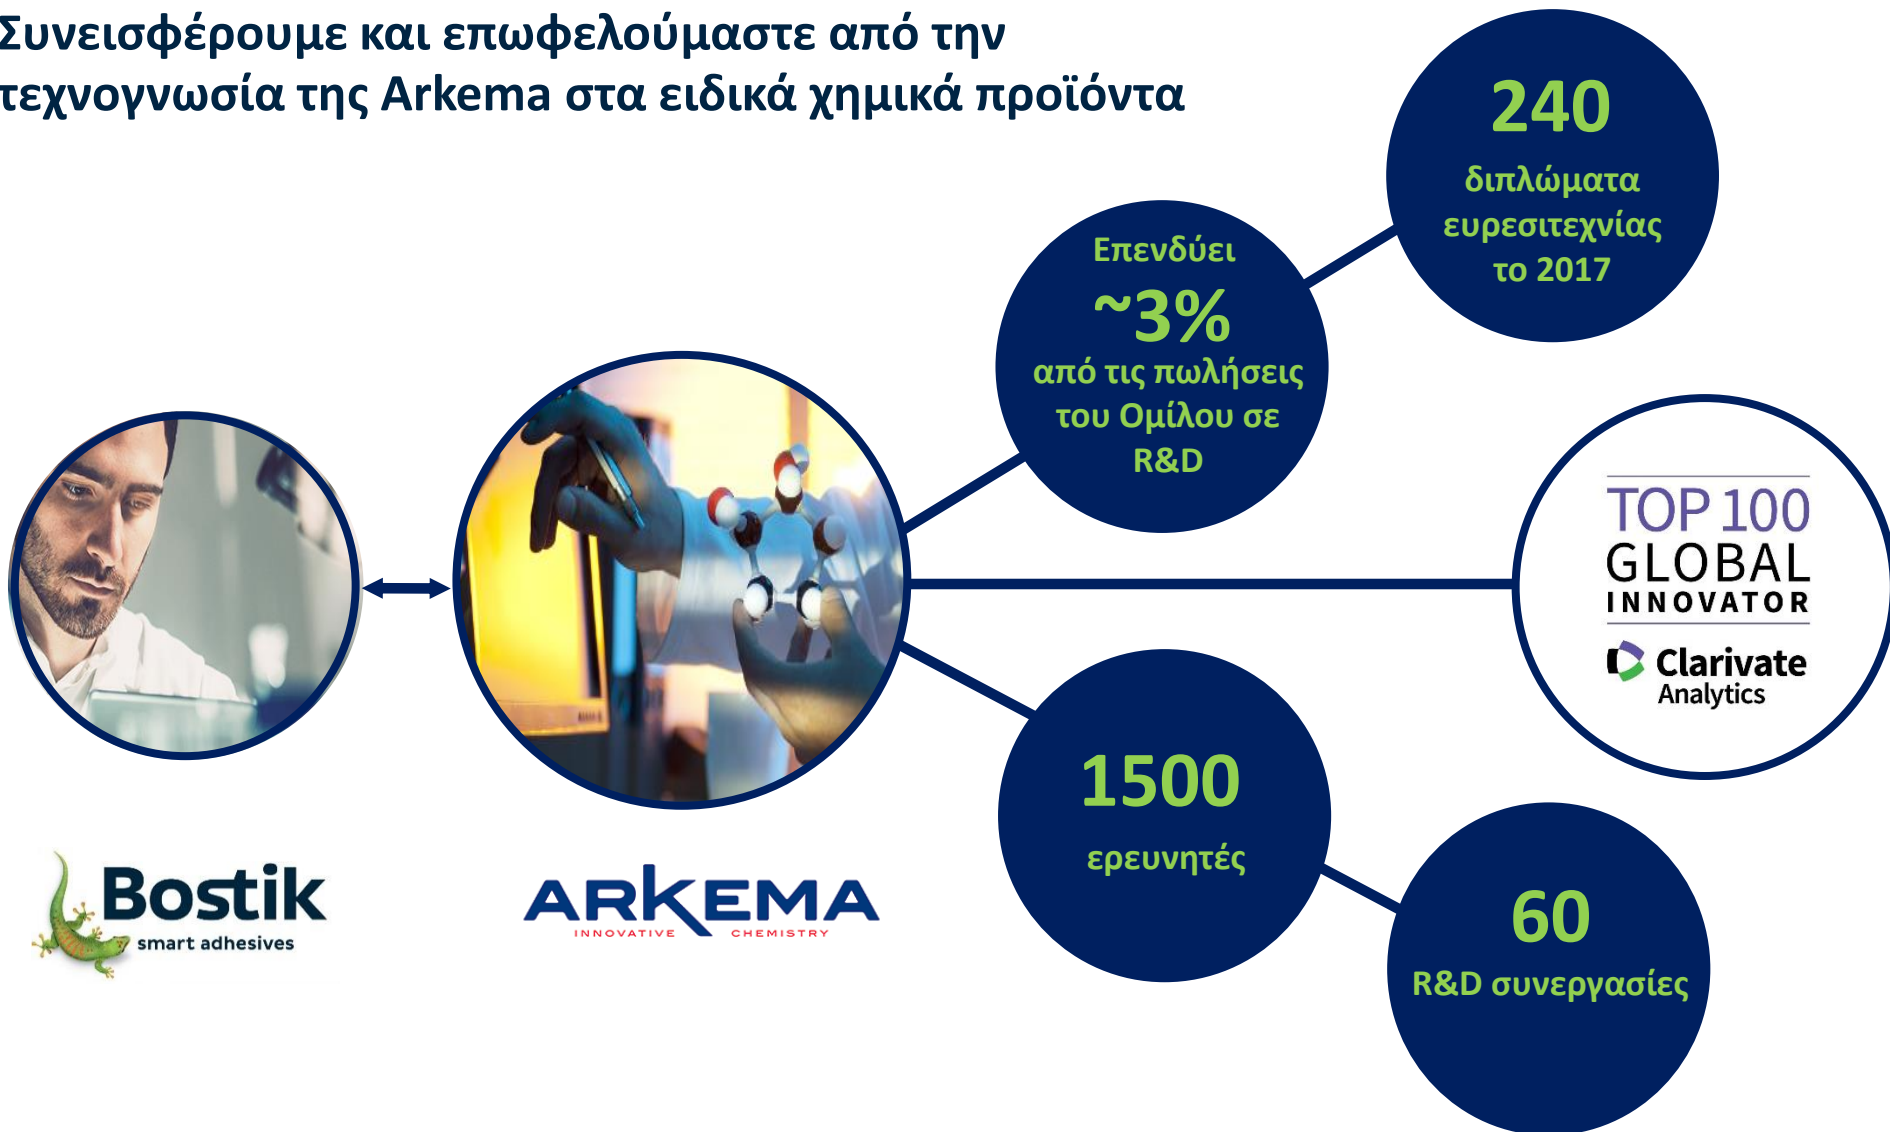 Συνεισφέρουμε και επωφελούμαστε από την
τεχνογνωσία της Arkema στα ειδικά χημικά προϊόντα
240
διπλώματα
ευρεσιτεχνίας
το 2017
Επενδύει
~3%
από τις πωλήσεις
του Ομίλου σε
R&D
TOP 100
GLOBAL
INNOVATOR
Clarivate
Analytics
1500
ερευνητές
60
R&D συνεργασίες
Bostik
smart adhesives
ARKEMA
INNOVATIVE CHEMISTRY